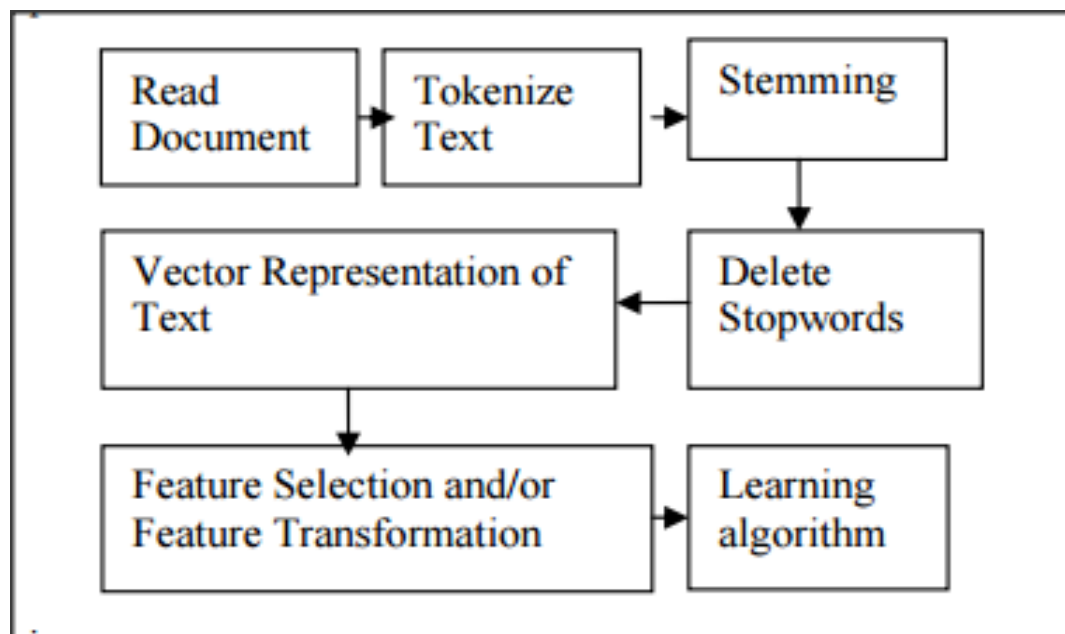 Read
Document
Tokenize
Text
Stemming
Delete
Stopwords
Vector Representation of
Text
Feature Selection and/or
Feature Transformation
Learning
algorithm